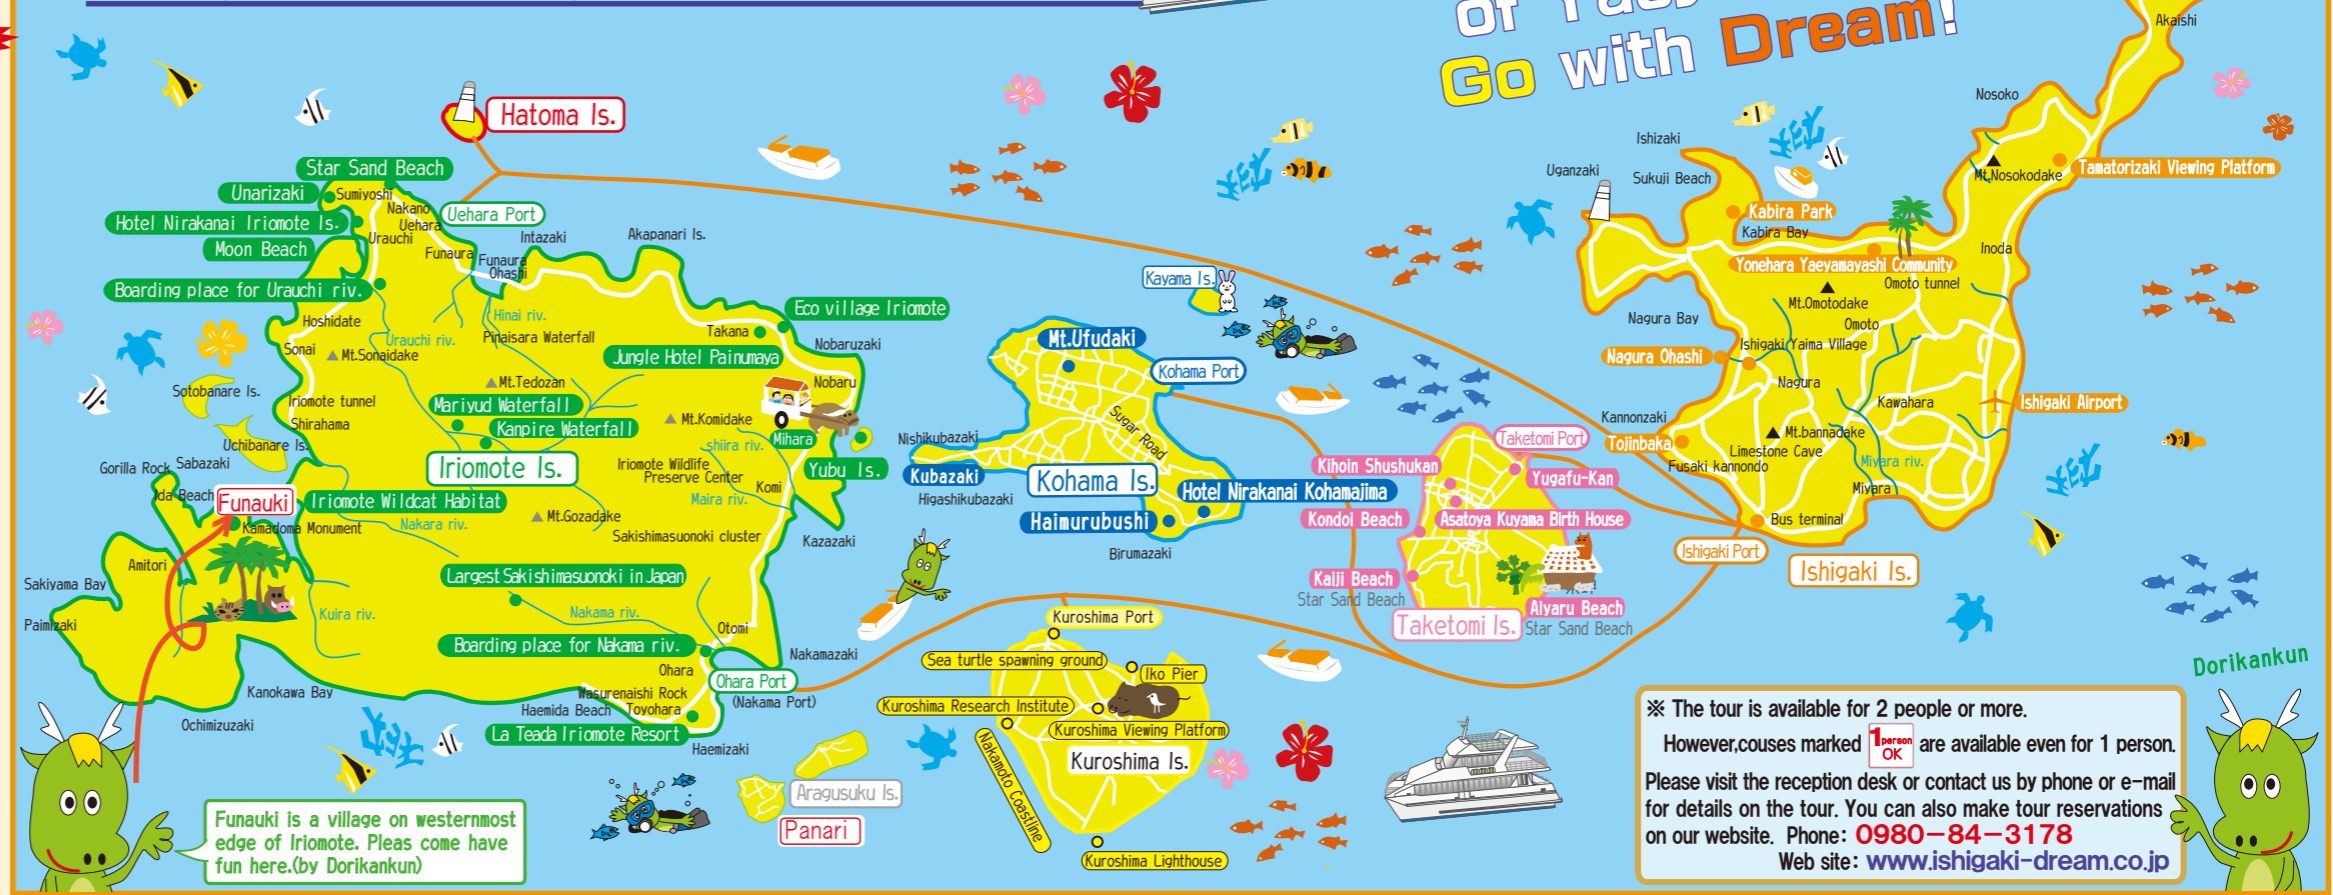 of Yaey
Go with Dream!
Akaishi
Hatoma Is.
Nosoko
Ishizaki
Uganzaki
Sukuji Beach
Mt.Nosokodake
Tamatorizaki Viewing Platform
Star Sand Beach
Unarizaki
Sumiyoshi
Nakano
Uehara
Uehara Port
Hotel Nirakanai Iriomote Is.
Urauchi
Moon Beach
Funaura
Funaura
Ohashi
Intazaki
Akapanari Is.
Kabira Park
Kabira Bay
Inoda
Yonehara Yaeyamayashi Community
Omoto tunnel
Mt.Omotodake
Omoto
Kayama Is.
Boarding place for Urauchi riv.
Hoshidate
Urauchi riv.
Hinai riv.
Pinaisara Waterfall
Eco village Iriomote
Takana
Nobaruzaki
Jungle Hotel Painumaya
Sonai
Mt.Sonaidake
Mt.Tedozan
Nobaru
Mt.Ufudaki
Kohama Port
Nagura Bay
Ishigaki Yaima Village
Nagura Ohashi
Nagura
Kawahara
Ishigaki Airport
Sotobanare Is.
Iriomote tunnel
Shirahama
Mariyud Waterfall
Kanpire Waterfall
Mt.Komidake
Mihara
shiira riv.
Uchibanare Is.
Gorilla Rock
Sabazaki
Ida Beach
Funauki
Iriomote Is.
Iriomote Wildlife
Preserve Center
Komi
Maira riv.
Yubu Is.
Iriomote Wildcat Habitat
Kamadoma Monument
Nakara riv.
Mt.Gozadake
Sakishimasuonoki cluster
Kazazaki
Sugar Road
Nishikubazaki
Kubazaki
Higashikubazaki
Kohama Is.
Hotel Nirakanai Kohamajima
Haimurubushi
Birumazaki
Kannonzaki
Tojinbaka
Fusaki kannondo
Mt.bannadake
Limestone Cave
Miyara riv.
Miyara
Bus terminal
Ishigaki Port
Ishigaki Is.
Taketomi Port
Kihoin Shushukan
Yugafu-Kan
Kondoi Beach
Asatoya Kuyama Birth House
Kaiji Beach
Star Sand Beach
Aiyaru Beach
Star Sand Beach
Taketomi Is.
Amitori
Sakiyama Bay
Paimizaki
Kuira riv.
Largest Sakishimasuonoki in Japan
Nakama riv.
Otomi
Boarding place for Nakama riv.
Nakamazaki
Ohara
Ohara Port
(Nakama Port)
Kanokawa Bay
Ochimizuzaki
Wasurenaishi Rock
Haemida Beach
Toyohara
La Teada Iriomote Resort
Haemizaki
Aragusuku Is.
Panari
Kuroshima Port
Sea turtle spawning ground
Iko Pier
Kuroshima Research Institute
Kuroshima Viewing Platform
Kuroshima Is.
Nakamoto Coastline
Kuroshima Lighthouse
Dorikankun
Funauki is a village on westernmost
edge of Iriomote. Pleas come have
fun here.(by Dorikankun)
※ The tour is available for 2 people or more.
However,couses marked 1person OK are available even for 1 person.
Please visit the reception desk or contact us by phone or e-mail
for details on the tour. You can also make tour reservations
on our website. Phone: 0980-84-3178
Web site: www.ishigaki-dream.co.jp